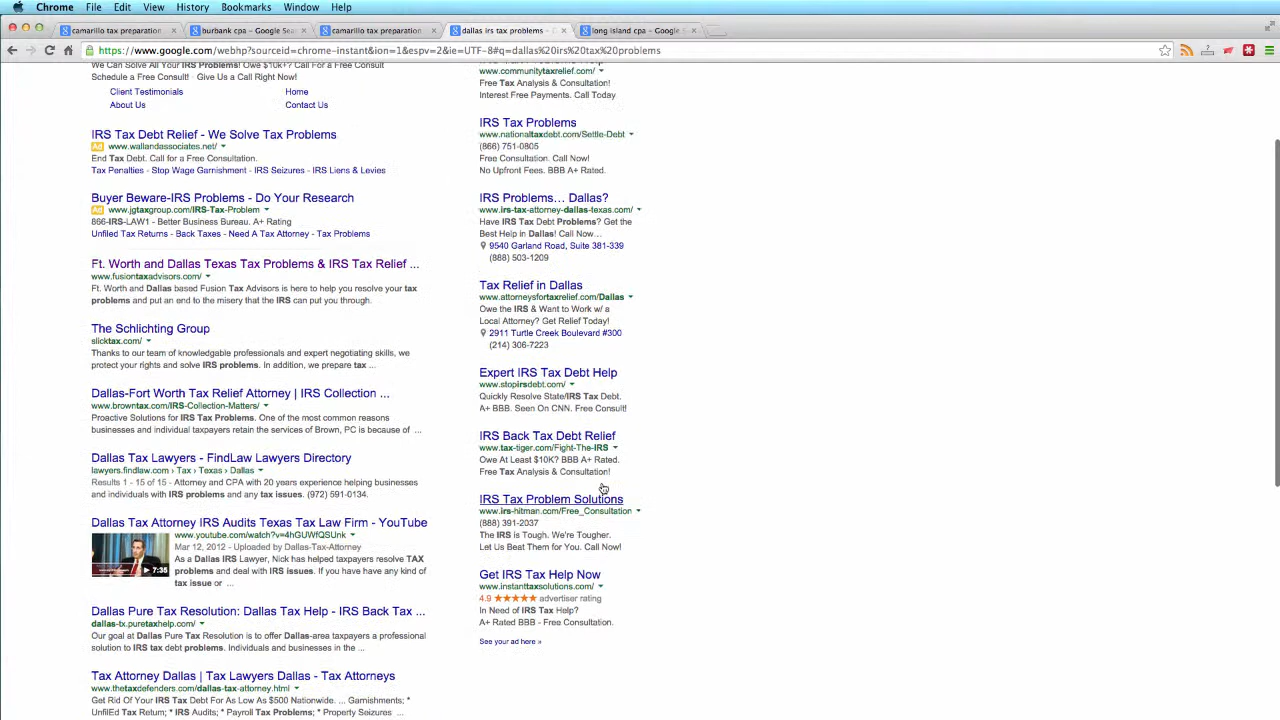 Chrome File Edit View History Bookmarks Window Help
camarillo tax preparation
burbank cpa – Google Sea
camarillo tax preparation
dallas irs tax problems –
long island cpa – Google S
https://www.google.com/webhp?sourceid=chrome-instant&ion=1&espv=2&ie=UTF-8#q=dallas%20irs%20tax%20problems
We Can Solve All Your IRS Problems! Owe $10k+? Call For a Free Consult
Schedule a Free Consult! · Give Us a Call Right Now!
Client Testimonials Home
About Us Contact Us
IRS Tax Debt Relief - We Solve Tax Problems
Ad www.wallandassociates.net/
End Tax Debt. Call for a Free Consultation.
Tax Penalties - Stop Wage Garnishment - IRS Seizures - IRS Liens & Levies
Buyer Beware-IRS Problems - Do Your Research
Ad www.jgtaxgroup.com/IRS-Tax-Problem
866-IRS-LAW1 - Better Business Bureau. A+ Rating
Unfiled Tax Returns - Back Taxes - Need A Tax Attorney - Tax Problems
Ft. Worth and Dallas Texas Tax Problems & IRS Tax Relief ...
www.fusiontaxadvisors.com/
Ft. Worth and Dallas based Fusion Tax Advisors is here to help you resolve your tax
problems and put an end to the misery that the IRS can put you through.
The Schlichting Group
slicktax.com/
Thanks to our team of knowledgable professionals and expert negotiating skills, we
protect your rights and solve IRS problems. In addition, we prepare tax ...
Dallas-Fort Worth Tax Relief Attorney | IRS Collection ...
www.browntax.com/IRS-Collection-Matters/
Proactive Solutions for IRS Tax Problems. One of the most common reasons
businesses and individual taxpayers retain the services of Brown, PC is because of ...
Dallas Tax Lawyers - FindLaw Lawyers Directory
lawyers.findlaw.com › Tax › Texas › Dallas
Results 1 - 15 of 15 - Attorney and CPA with 20 years experience helping businesses
and individuals with IRS problems and any tax issues. (972) 591-0134.
Dallas Tax Attorney IRS Audits Texas Tax Law Firm - YouTube
www.youtube.com/watch?v=4hGUWfQSUnk
7:35
Mar 12, 2012 - Uploaded by Dallas-Tax-Attorney
As a Dallas IRS Lawyer, Nick has helped taxpayers resolve TAX
problems and deal with IRS issues. If you have have any kind of
tax issue or ...
Dallas Pure Tax Resolution: Dallas Tax Help - IRS Back Tax ...
dallas-tx.puretaxhelp.com/
Our goal at Dallas Pure Tax Resolution is to offer Dallas-area taxpayers a professional
solution to IRS tax debt problems. Individuals and businesses in the ...
Tax Attorney Dallas | Tax Lawyers Dallas - Tax Attorneys
www.thetaxdefenders.com/dallas-tax-attorney.html
Get Rid Of Your IRS Tax Debt For As Low As $500 Nationwide. ... Garnishments; *
UnfilEd Tax Return; * IRS Audits; * Payroll Tax Problems; * Property Seizures ...
www.communitytaxrelief.com/
Free Tax Analysis & Consultation!
Interest Free Payments. Call Today
IRS Tax Problems
www.nationaltaxdebt.com/Settle-Debt
(866) 751-0805
Free Consultation. Call Now!
No Upfront Fees. BBB A+ Rated.
IRS Problems… Dallas?
www.irs-tax-attorney-dallas-texas.com/
Have IRS Tax Debt Problems? Get the
Best Help in Dallas! Call Now…
9540 Garland Road, Suite 381-339
(888) 503-1209
Tax Relief in Dallas
www.attorneysfortaxrelief.com/Dallas
Owe the IRS & Want to Work w/ a
Local Attorney? Get Relief Today!
2911 Turtle Creek Boulevard #300
(214) 306-7223
Expert IRS Tax Debt Help
www.stopirsdebt.com/
Quickly Resolve State/IRS Tax Debt.
A+ BBB. Seen On CNN. Free Consult!
IRS Back Tax Debt Relief
www.tax-tiger.com/Fight-The-IRS
Owe At Least $10K? BBB A+ Rated.
Free Tax Analysis & Consultation!
IRS Tax Problem Solutions
www.irs-hitman.com/Free_Consultation
(888) 391-2037
The IRS is Tough. We're Tougher.
Let Us Beat Them for You. Call Now!
Get IRS Tax Help Now
www.instanttaxsolutions.com/
4.9 ★★★★★ advertiser rating
In Need of IRS Tax Help?
A+ Rated BBB - Free Consultation.
See your ad here »